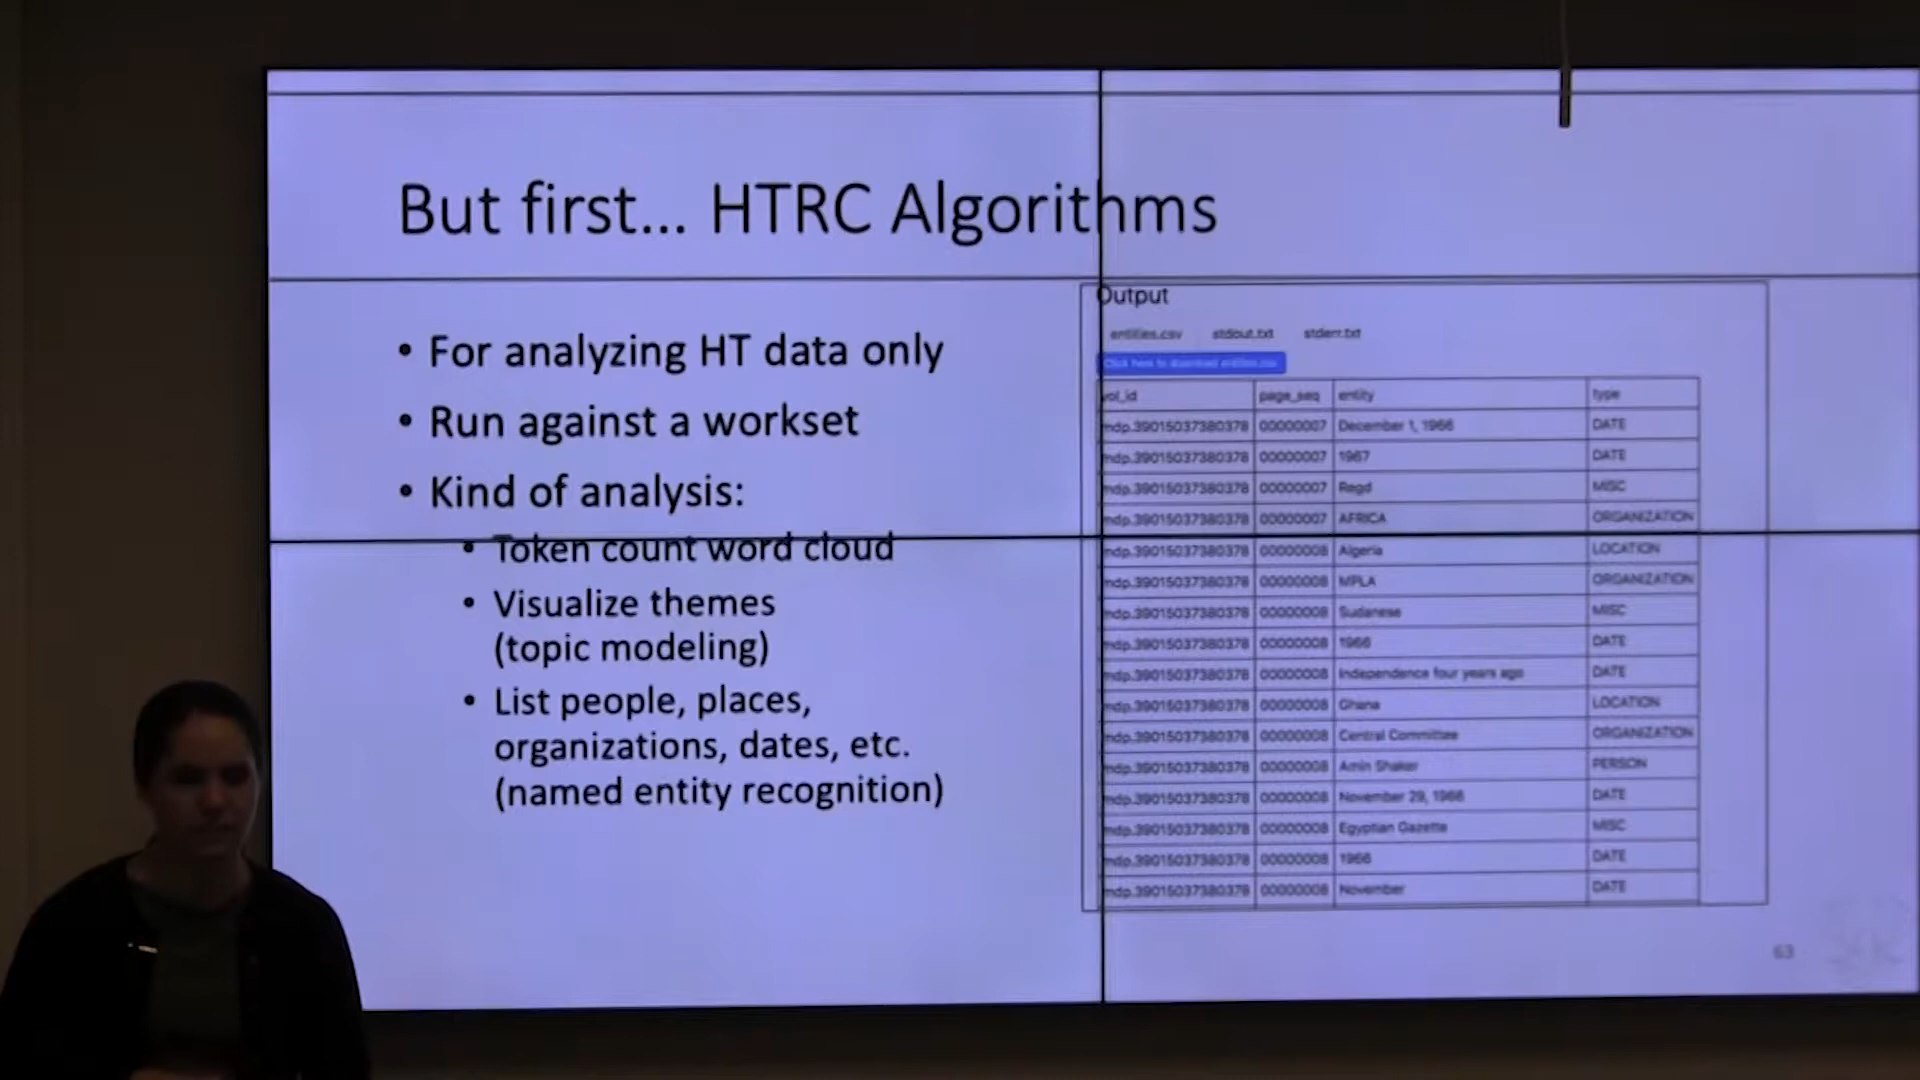 But first... HTRC Algorithms
• For analyzing HT data only
• Run against a workset
• Kind of analysis:
• Token count word cloud
• Visualize themes
(topic modeling)
• List people, places,
organizations, dates, etc.
(named entity recognition)
Output
entities.csv stdout.txt stderr.txt
Click here to download entities.csv
vol_id page_seq entity type
mdp.39015037380378 00000007 December 1, 1966 DATE
mdp.39015037380378 00000007 1967 DATE
mdp.39015037380378 00000007 Regd MISC
mdp.39015037380378 00000007 AFRICA ORGANIZATION
mdp.39015037380378 00000008 Algeria LOCATION
mdp.39015037380378 00000008 MPLA ORGANIZATION
mdp.39015037380378 00000008 Sudanese MISC
mdp.39015037380378 00000008 1966 DATE
mdp.39015037380378 00000008 Independence four years ago DATE
mdp.39015037380378 00000008 Ghana LOCATION
mdp.39015037380378 00000008 Central Committee ORGANIZATION
mdp.39015037380378 00000008 Amin Shaker PERSON
mdp.39015037380378 00000008 November 29, 1966 DATE
mdp.39015037380378 00000008 Egyptian Gazette MISC
mdp.39015037380378 00000008 1966 DATE
mdp.39015037380378 00000008 November DATE
63